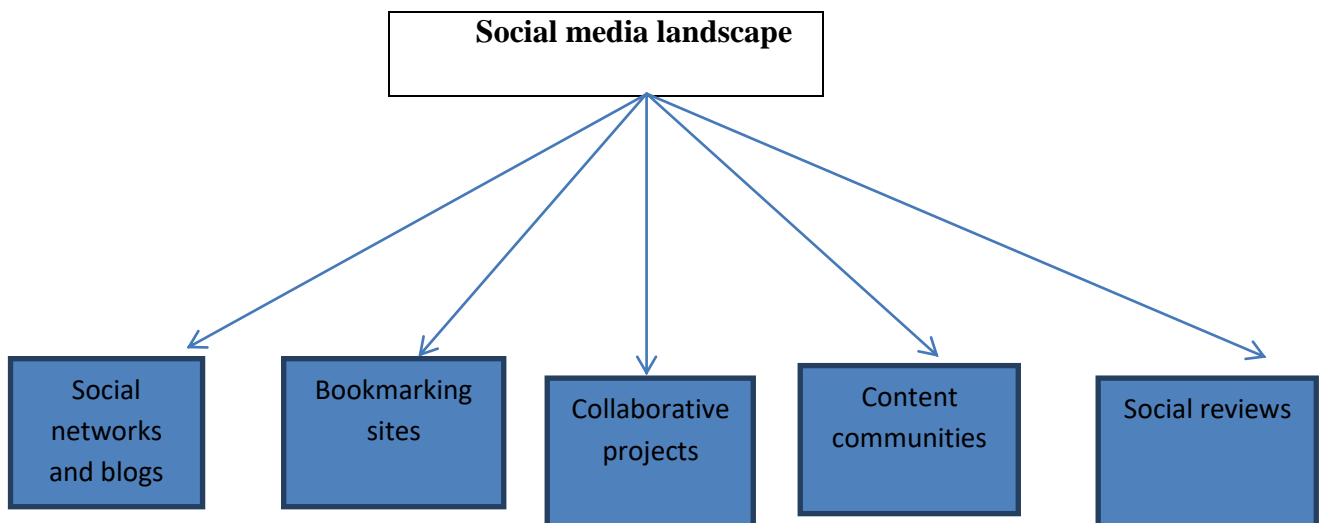 Social media landscape
Social
networks
and blogs
Bookmarking
sites
Collaborative
projects
Content
communities
Social reviews